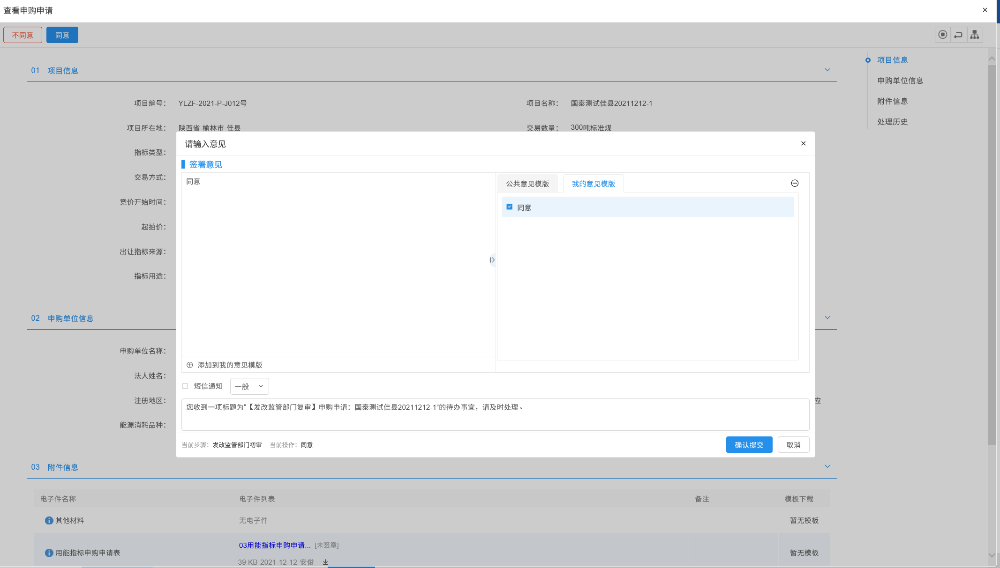 查看申购申请
不同意
同意
01 项目信息
项目信息
申购单位信息
附件信息
处理历史
项目编号： YLZF-2021-P-J012号 项目名称： 国泰测试佳县20211212-1
项目所在地： 陕西省·榆林市·佳县 交易数量： 300吨标准煤
指标类型：
交易方式：
竞价开始时间：
起拍价：
出让指标来源：
指标用途：
请输入意见
签署意见
同意
公共意见模版
我的意见模版
同意
添加到我的意见模版
短信通知 一般
您收到一项标题为“【发改监管部门复审】申购申请：国泰测试佳县20211212-1”的待办事宜，请及时处理。
当前步骤：发改监管部门初审 当前操作：同意
确认提交
取消
02 申购单位信息
申购单位名称：
法人姓名：
注册地区：
应
能源消耗品种：
03 附件信息
电子件名称 电子件列表 备注 模板下载
其他材料 无电子件 暂无模板
用能指标申购申请表 03用能指标申购申请... [未签章] 暂无模板
39 KB 2021-12-12 安俊